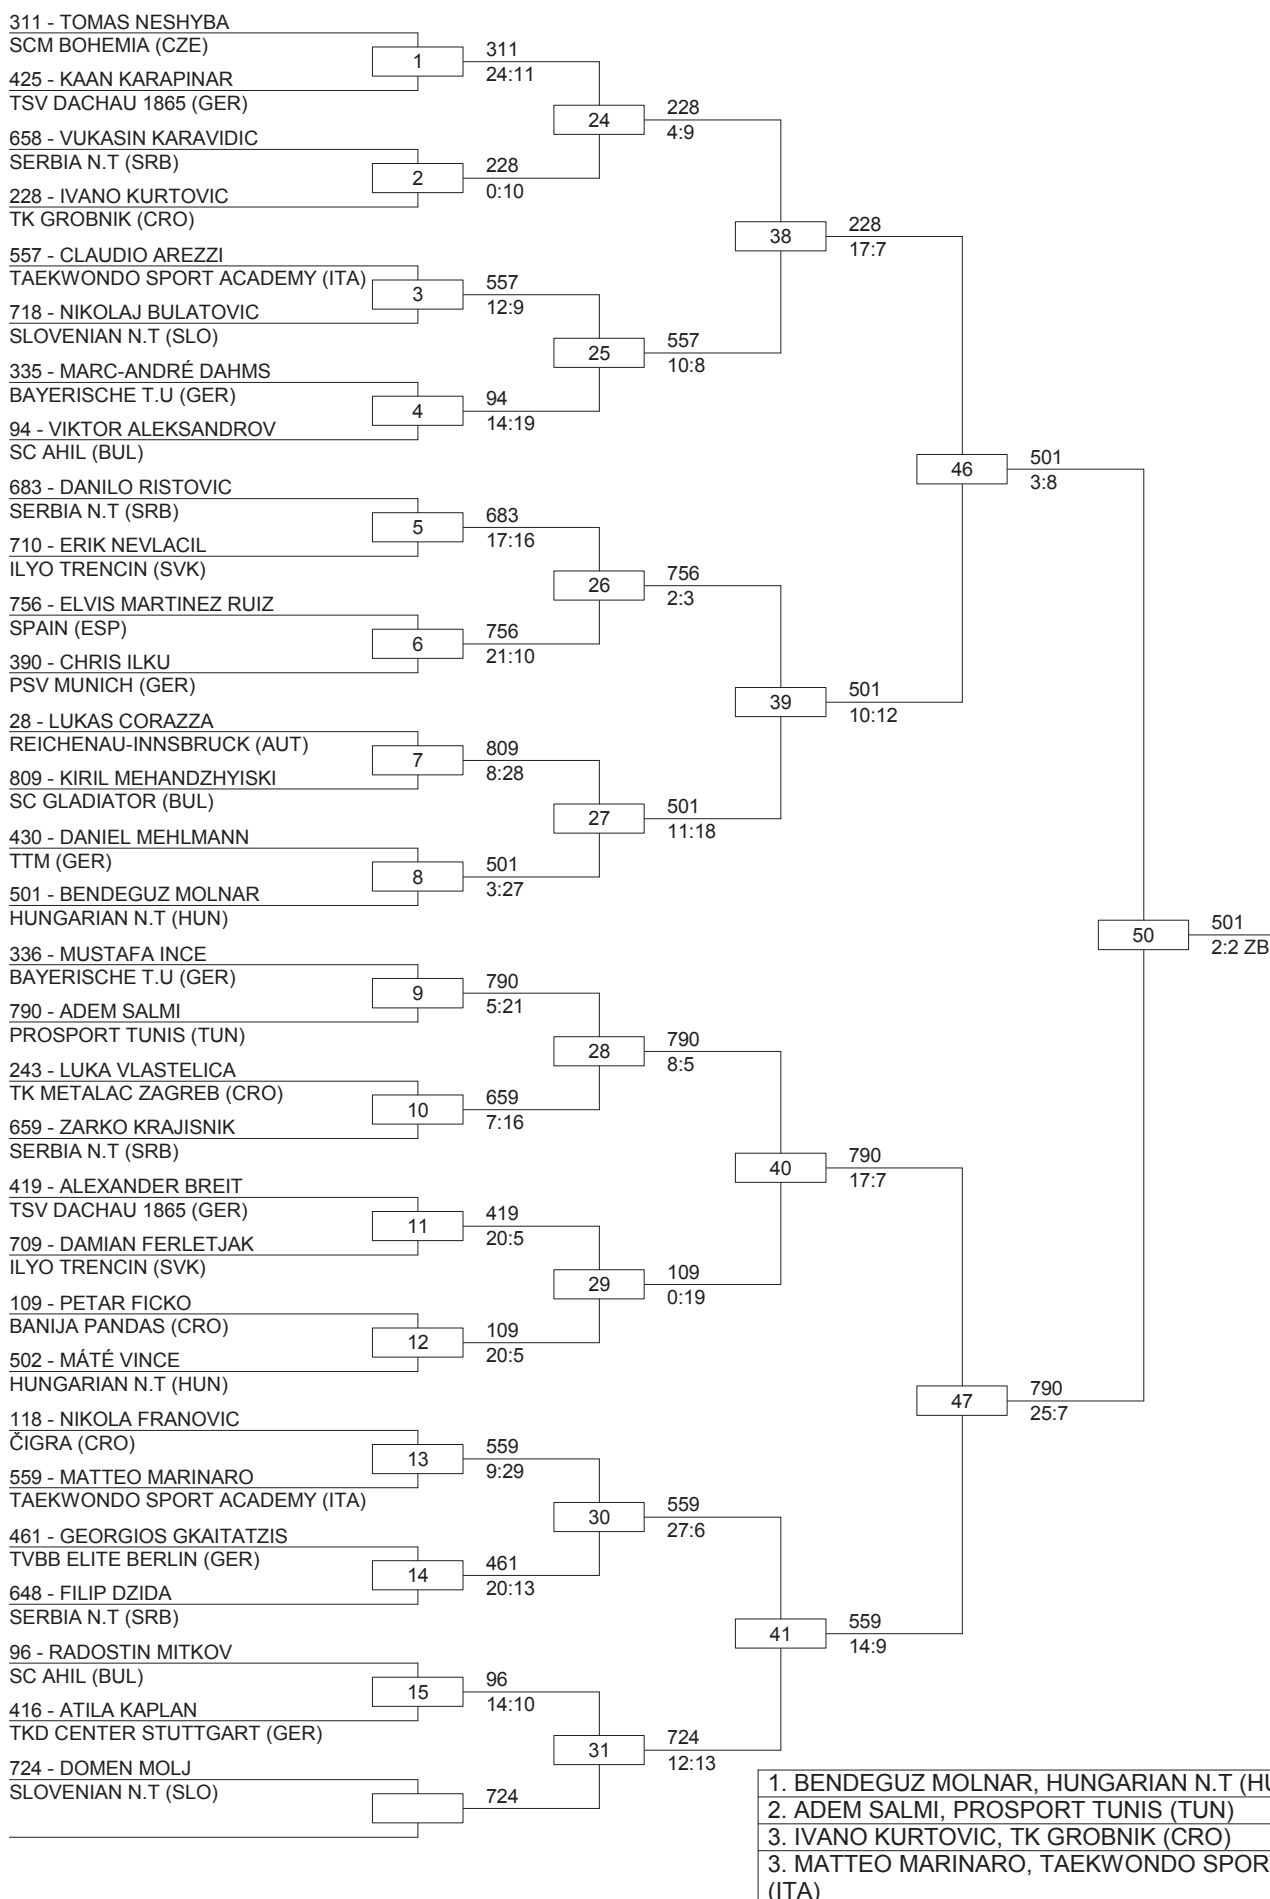 311 - TOMAS NESHYBA
SCM BOHEMIA (CZE)
425 - KAAN KARAPINAR
TSV DACHAU 1865 (GER)
658 - VUKASIN KARAVIDIC
SERBIA N.T (SRB)
228 - IVANO KURTOVIC
TK GROBNIK (CRO)
557 - CLAUDIO AREZZI
TAEKWONDO SPORT ACADEMY (ITA)
718 - NIKOLAJ BULATOVIC
SLOVENIAN N.T (SLO)
335 - MARC-ANDRÉ DAHMS
BAYERISCHE T.U (GER)
94 - VIKTOR ALEKSANDROV
SC AHIL (BUL)
683 - DANILO RISTOVIC
SERBIA N.T (SRB)
710 - ERIK NEVLACIL
ILYO TRENCIN (SVK)
756 - ELVIS MARTINEZ RUIZ
SPAIN (ESP)
390 - CHRIS ILKU
PSV MUNICH (GER)
28 - LUKAS CORAZZA
REICHENAU-INNSBRUCK (AUT)
809 - KIRIL MEHANDZHYISKI
SC GLADIATOR (BUL)
430 - DANIEL MEHLMANN
TTM (GER)
501 - BENDEGUZ MOLNAR
HUNGARIAN N.T (HUN)
336 - MUSTAFA INCE
BAYERISCHE T.U (GER)
790 - ADEM SALMI
PROSPORT TUNIS (TUN)
243 - LUKA VLASTELICA
TK METALAC ZAGREB (CRO)
659 - ZARKO KRAJISNIK
SERBIA N.T (SRB)
419 - ALEXANDER BREIT
TSV DACHAU 1865 (GER)
709 - DAMIAN FERLETJAK
ILYO TRENCIN (SVK)
109 - PETAR FICKO
BANIJA PANDAS (CRO)
502 - MÁTÉ VINCE
HUNGARIAN N.T (HUN)
118 - NIKOLA FRANOVIC
ČIGRA (CRO)
559 - MATTEO MARINARO
TAEKWONDO SPORT ACADEMY (ITA)
461 - GEORGIOS GKAITATZIS
TVBB ELITE BERLIN (GER)
648 - FILIP DZIDA
SERBIA N.T (SRB)
96 - RADOSTIN MITKOV
SC AHIL (BUL)
416 - ATILA KAPLAN
TKD CENTER STUTTGART (GER)
724 - DOMEN MOLJ
SLOVENIAN N.T (SLO)
1
311
24:11
2
228
0:10
3
557
12:9
4
94
14:19
5
683
17:16
6
756
21:10
7
809
8:28
8
501
3:27
9
790
5:21
10
659
7:16
11
419
20:5
12
109
20:5
13
559
9:29
14
461
20:13
15
96
14:10
724
24
228
4:9
25
557
10:8
26
756
2:3
27
501
11:18
28
790
8:5
29
109
0:19
30
559
27:6
31
724
12:13
38
228
17:7
39
501
10:12
40
790
17:7
41
559
14:9
46
501
3:8
47
790
25:7
50
501
2:2 ZB
1. BENDEGUZ MOLNAR, HUNGARIAN N.T (HU
2. ADEM SALMI, PROSPORT TUNIS (TUN)
3. IVANO KURTOVIC, TK GROBNIK (CRO)
3. MATTEO MARINARO, TAEKWONDO SPOR
(ITA)